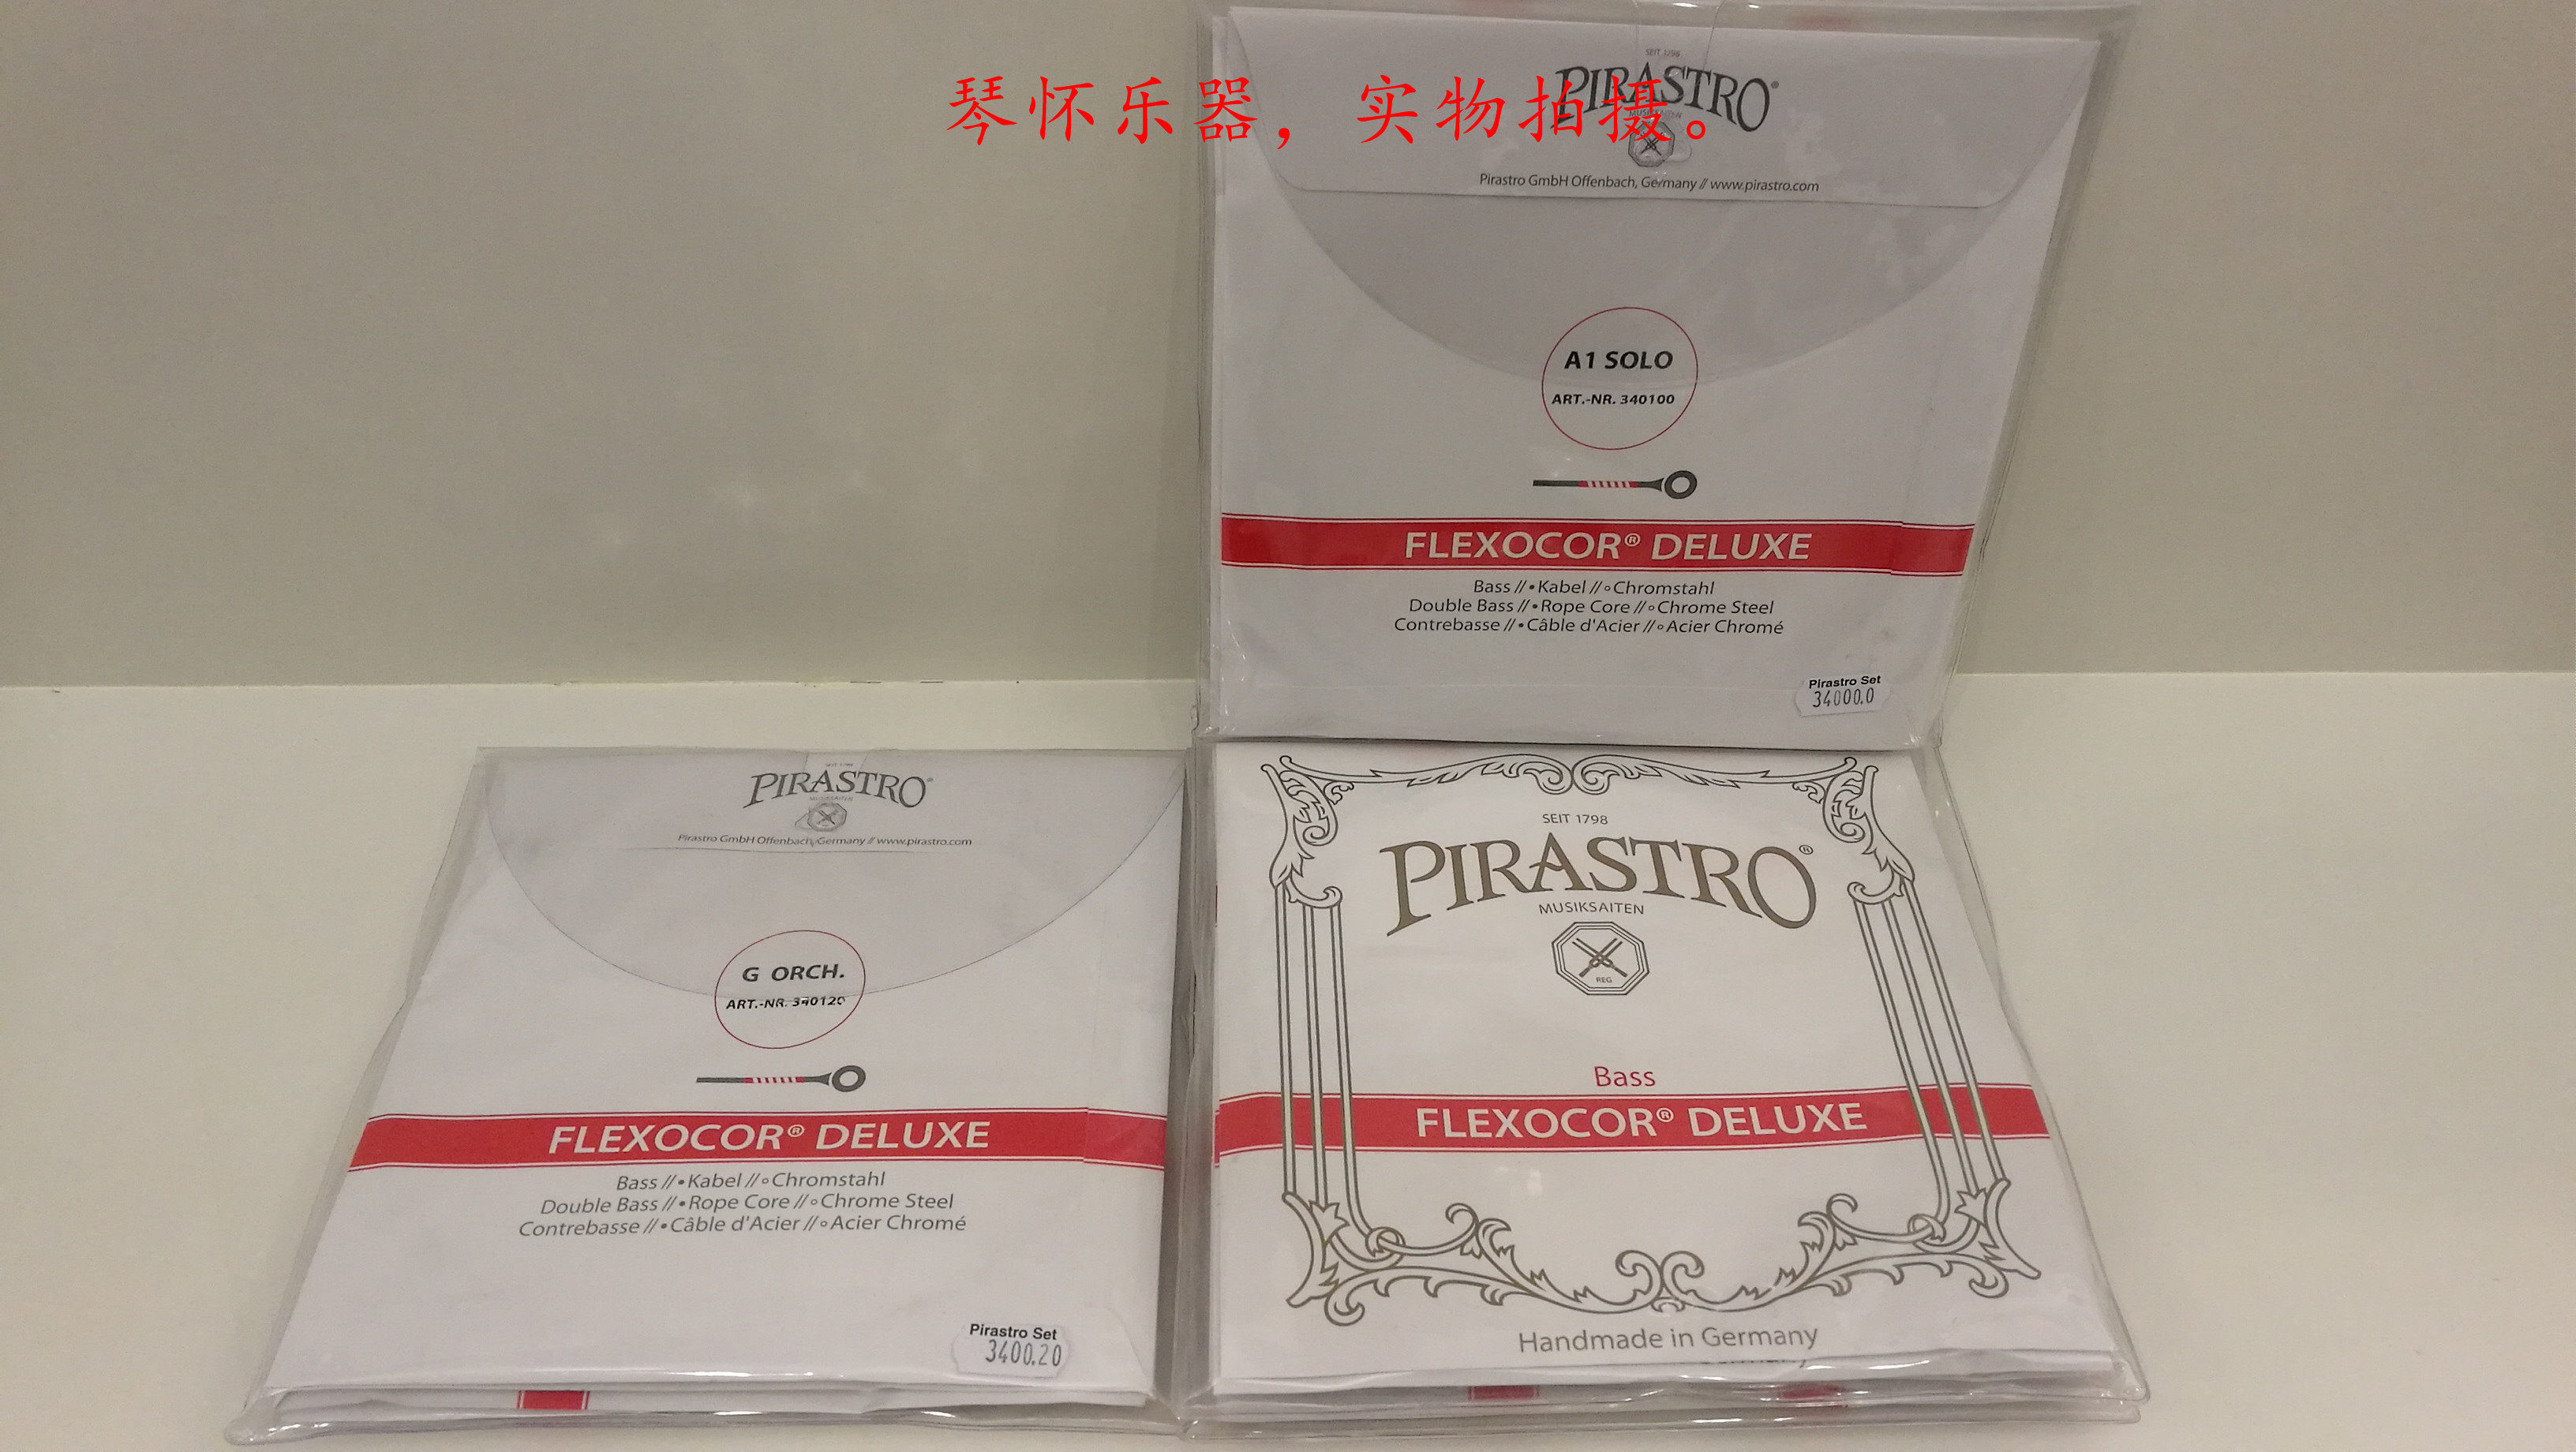 琴怀乐器，实物拍摄。
SEIT 1798
PIRASTRO®
Pirastro GmbH Offenbach, Germany // www.pirastro.com
A1 SOLO
ART.-NR. 340100
FLEXOCOR® DELUXE
Bass //•Kabel //∘Chromstahl
Double Bass //•Rope Core //∘Chrome Steel
Contrebasse //•Câble d'Acier //∘Acier Chromé
Pirastro Set
34000.0
PIRASTRO®
MUSIKSAITEN
Pirastro GmbH Offenbach, Germany // www.pirastro.com
G ORCH.
ART.-NR. 340120
FLEXOCOR® DELUXE
Bass //•Kabel //∘Chromstahl
Double Bass //•Rope Core //∘Chrome Steel
Contrebasse //•Câble d'Acier //∘Acier Chromé
Pirastro Set
3400.20
SEIT 1798
PIRASTRO®
MUSIKSAITEN
REG
Bass
FLEXOCOR® DELUXE
Handmade in Germany